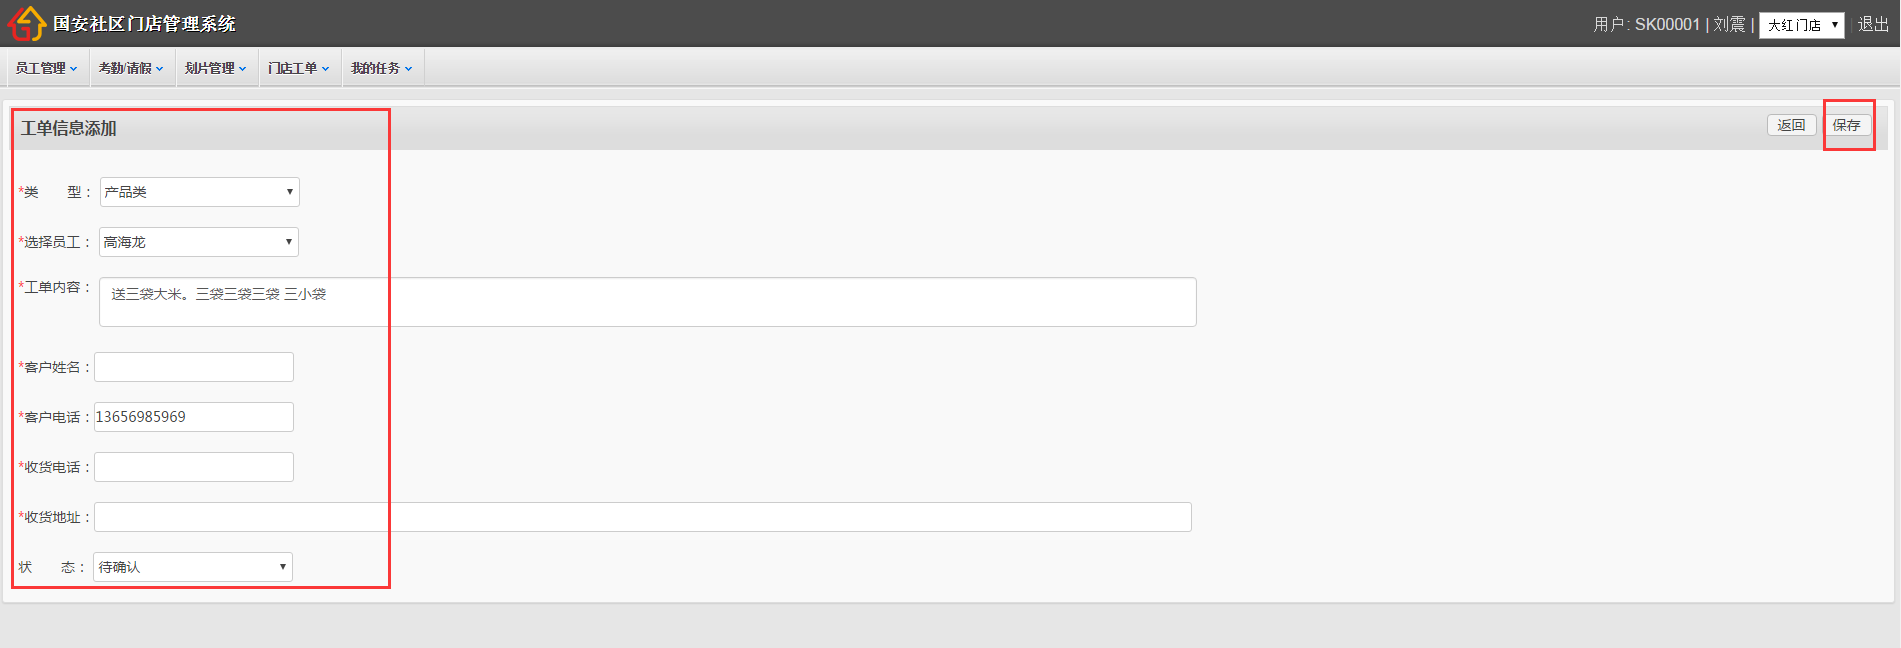 国安社区门店管理系统
用户: SK00001 | 刘震 | 大红门店 | 退出
员工管理 考勤/请假 划片管理 门店工单 我的任务
工单信息添加
返回 保存
*类 型： 产品类
*选择员工： 高海龙
*工单内容： 送三袋大米。三袋三袋三袋 三小袋
*客户姓名：
*客户电话：13656985969
*收货电话：
*收货地址：
状 态： 待确认